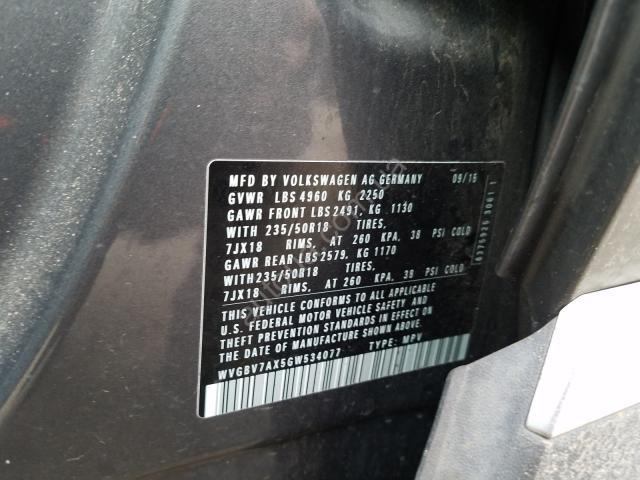 MFD BY VOLKSWAGEN AG GERMANY 09/15
GVWR LBS 4960 KG 2250
GAWR FRONT LBS 2491, KG 1130
WITH 235/50R18 TIRES,
7JX18 RIMS, AT 260 KPA, 38 PSI COLD
GAWR REAR LBS 2579, KG 1170
WITH 235/50R18 TIRES,
7JX18 RIMS, AT 260 KPA, 38 PSI COLD
THIS VEHICLE CONFORMS TO ALL APPLICABLE
U.S. FEDERAL MOTOR VEHICLE SAFETY AND
THEFT PREVENTION STANDARDS IN EFFECT ON
THE DATE OF MANUFACTURE SHOWN ABOVE.
WVGBV7AX5GW534077 TYPE: MPV